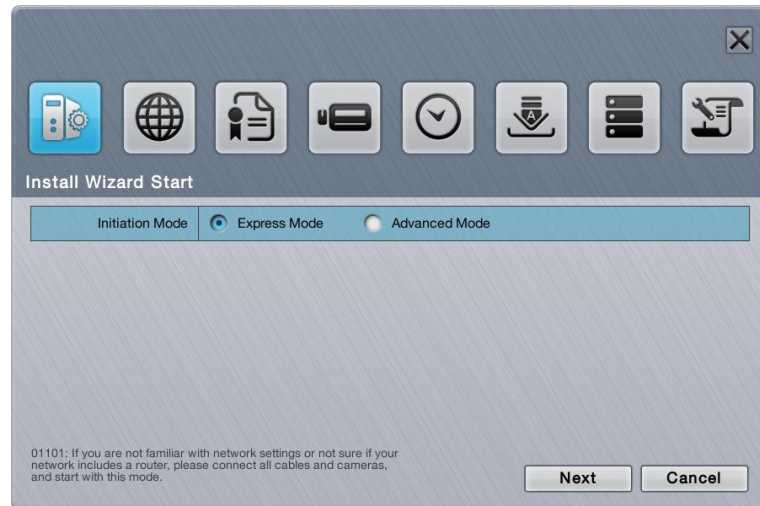 Install Wizard Start
Initiation Mode Express Mode Advanced Mode
01101: If you are not familiar with network settings or not sure if your
network includes a router, please connect all cables and cameras,
and start with this mode.
Next Cancel